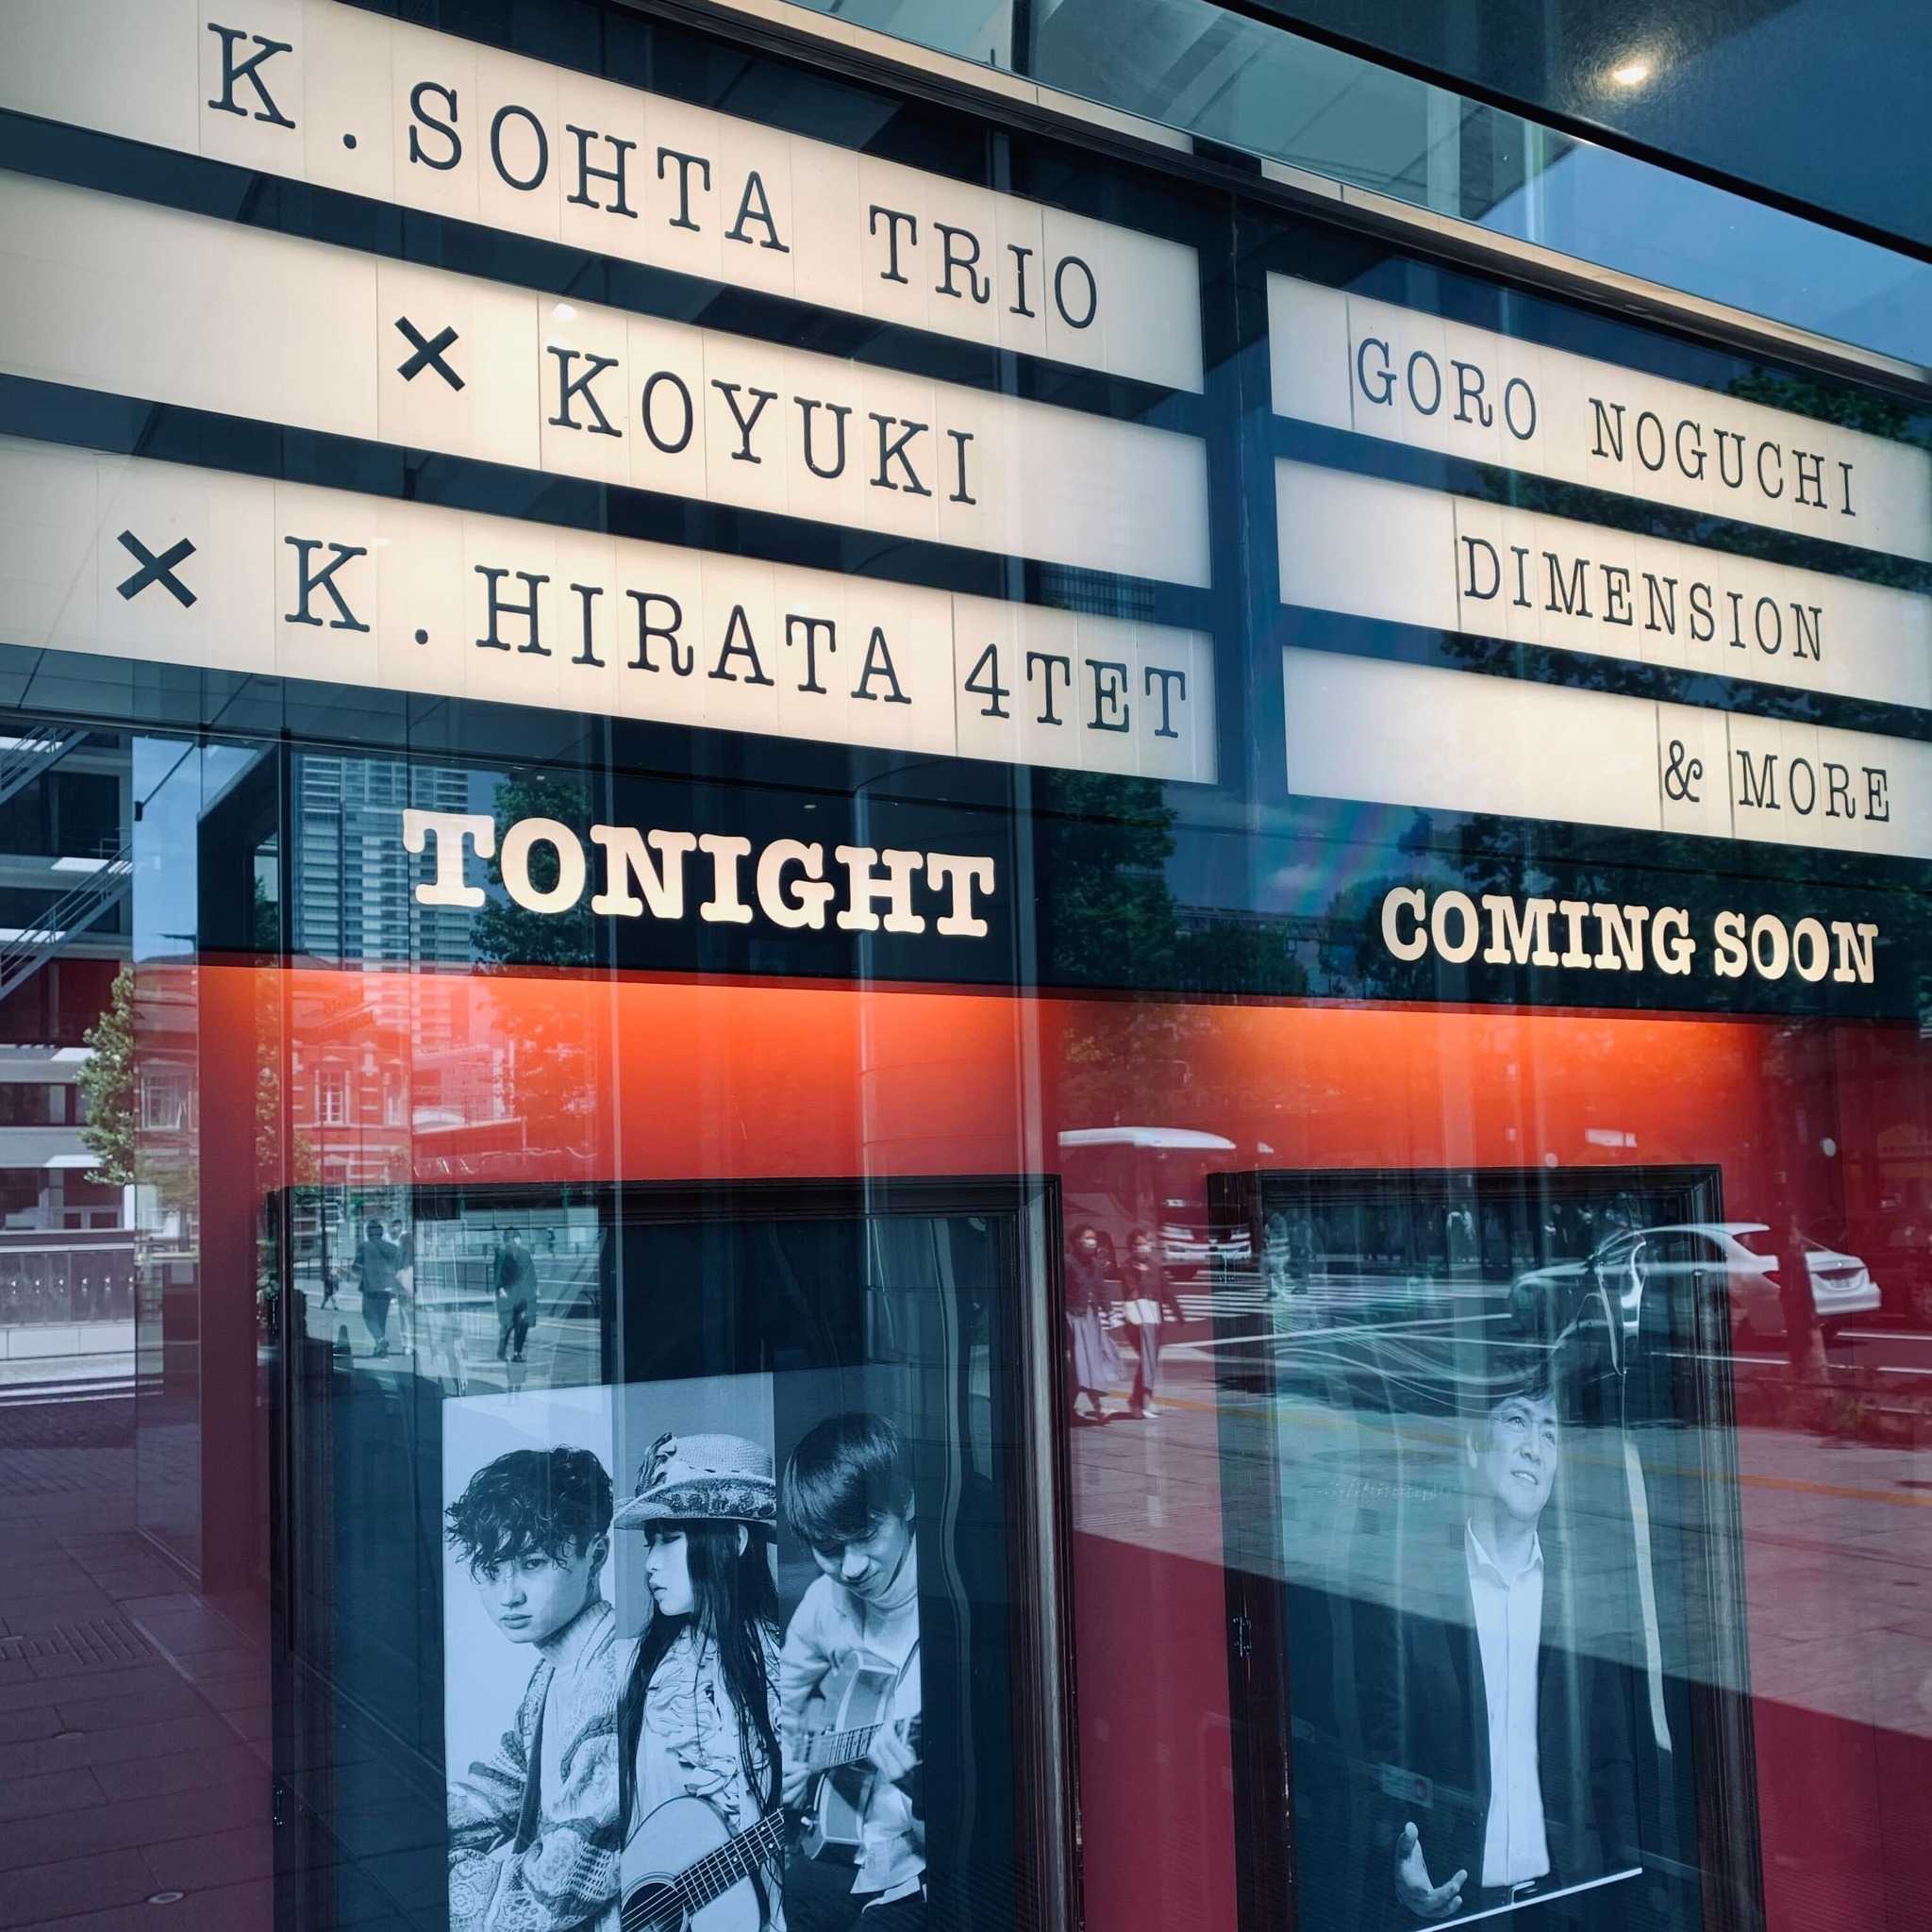 K.SOHTA TRIO
× KOYUKI
× K.HIRATA 4TET
TONIGHT
GORO NOGUCHI
DIMENSION
& MORE
COMING SOON